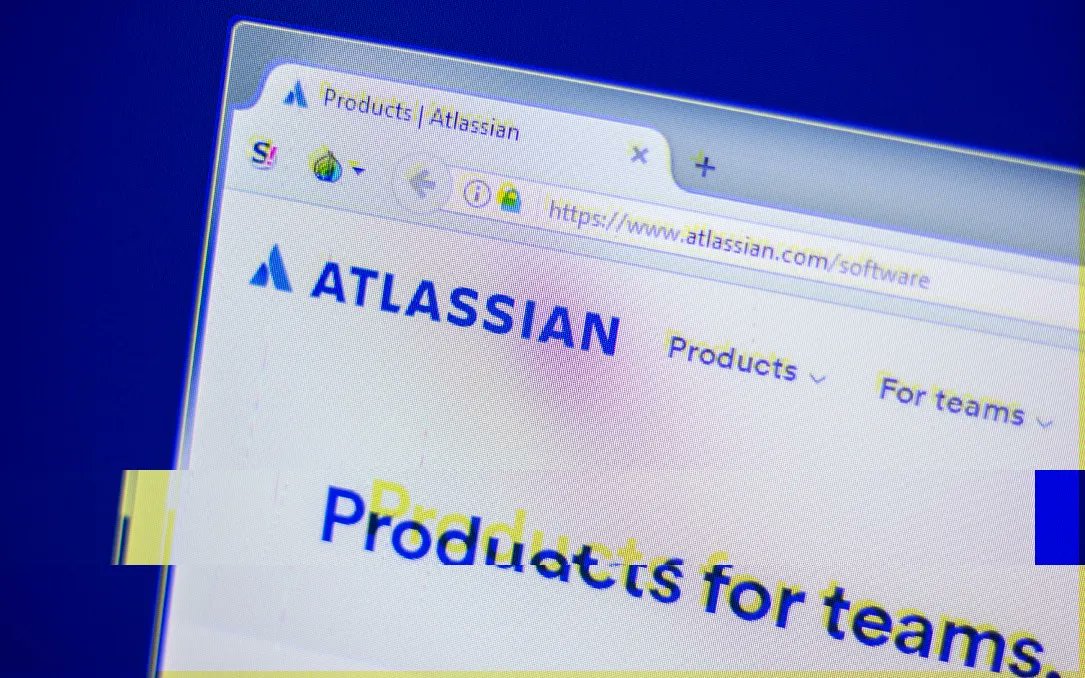 Products | Atlassian
S!
https://www.atlassian.com/software
ATLASSIAN
Products
For teams
Products for teams.